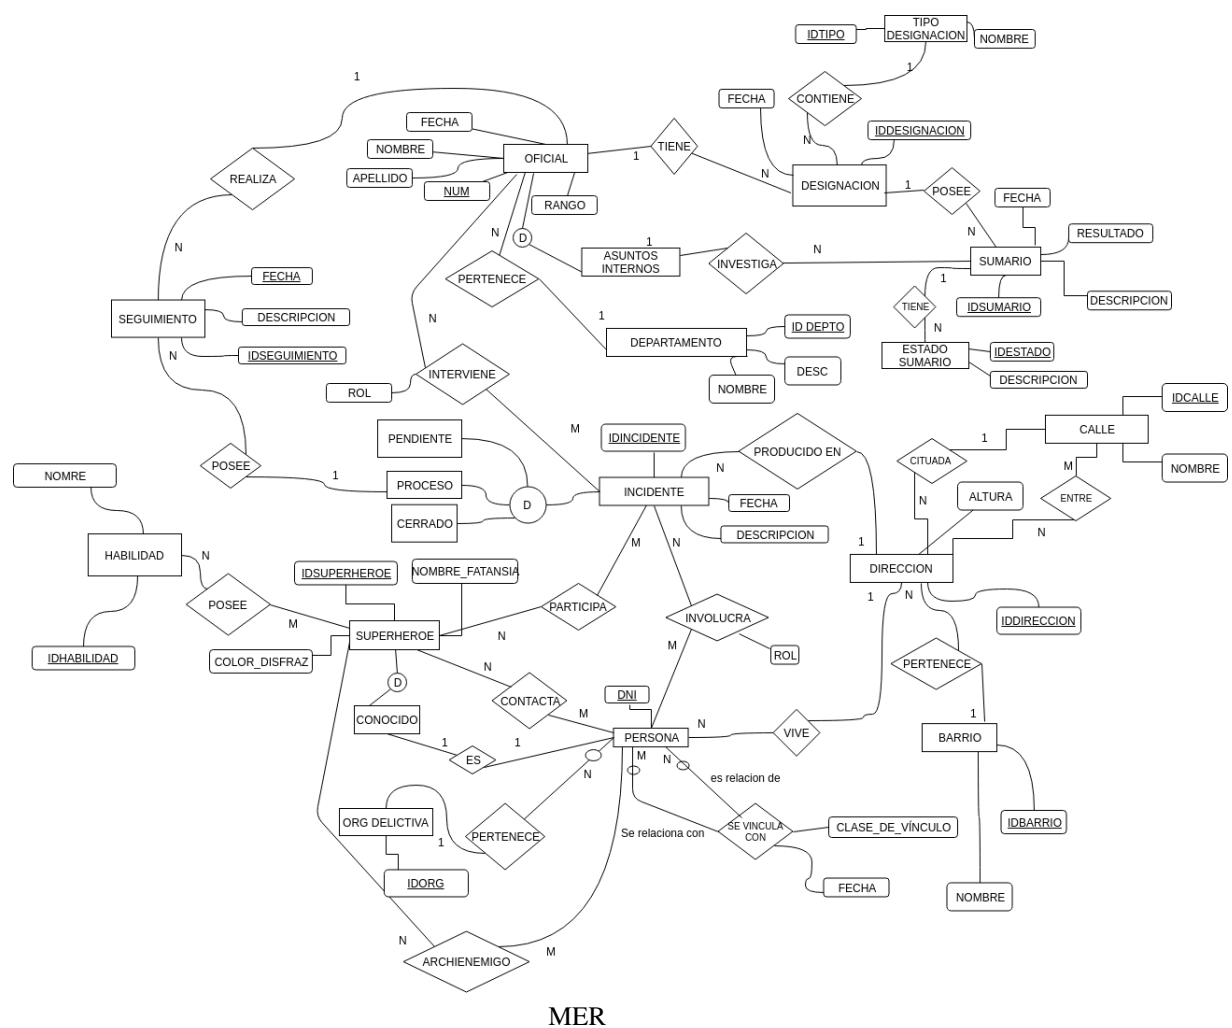 TIPO
DESIGNACION
IDTIPO
NOMBRE
1
1
CONTIENE
FECHA
N
IDDESIGNACION
FECHA
NOMBRE
APELLIDO
NUM
OFICIAL
RANGO
1
TIENE
N
DESIGNACION
1
POSEE
N
FECHA
RESULTADO
SUMARIO
DESCRIPCION
IDSUMARIO
REALIZA
N
N
D
ASUNTOS
INTERNOS
1
INVESTIGA
N
PERTENECE
1
TIENE
N
ESTADO
SUMARIO
IDESTADO
DESCRIPCION
FECHA
SEGUIMIENTO
DESCRIPCION
IDSEGUIMIENTO
N
N
1
DEPARTAMENTO
ID DEPTO
DESC
NOMBRE
INTERVIENE
ROL
M
PENDIENTE
PROCESO
CERRADO
D
POSEE
1
IDINCIDENTE
INCIDENTE
FECHA
DESCRIPCION
N
PRODUCIDO EN
1
CALLE
IDCALLE
NOMBRE
1
CITUADA
N
M
ENTRE
N
ALTURA
DIRECCION
IDDIRECCION
NOMRE
HABILIDAD
IDHABILIDAD
N
POSEE
M
IDSUPERHEROE
NOMBRE_FATANSIA
SUPERHEROE
COLOR_DISFRAZ
D
CONOCIDO
M
PARTICIPA
N
N
INVOLUCRA
M
ROL
N
CONTACTA
M
1
ES
1
DNI
PERSONA
N
VIVE
1
N
PERTENECE
1
BARRIO
IDBARRIO
NOMBRE
M
N
N
es relacion de
Se relaciona con
SE VINCULA
CON
CLASE_DE_VÍNCULO
FECHA
ORG DELICTIVA
1
PERTENECE
IDORG
N
ARCHIENEMIGO
M
MER